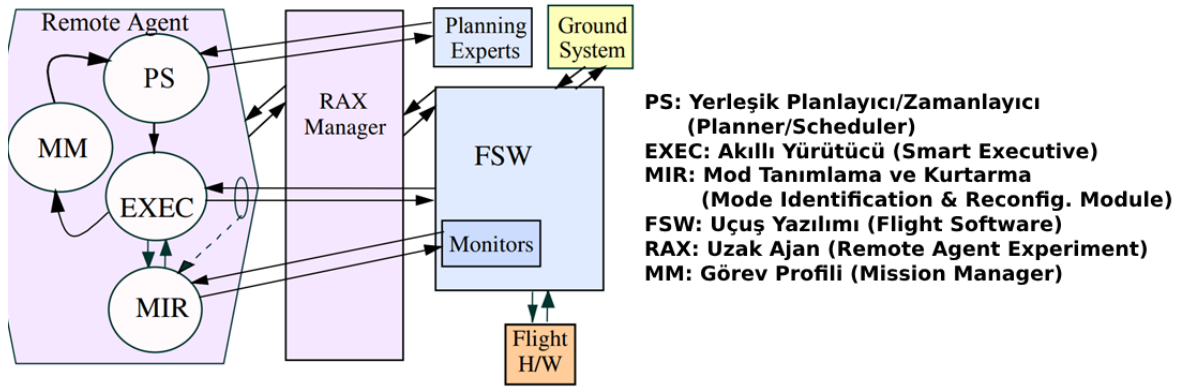 Remote Agent
PS
MM
EXEC
MIR
RAX
Manager
Planning
Experts
Ground
System
FSW
Monitors
Flight
H/W
PS: Yerleşik Planlayıcı/Zamanlayıcı
(Planner/Scheduler)
EXEC: Akıllı Yürütücü (Smart Executive)
MIR: Mod Tanımlama ve Kurtarma
(Mode Identification & Reconfig. Module)
FSW: Uçuş Yazılımı (Flight Software)
RAX: Uzak Ajan (Remote Agent Experiment)
MM: Görev Profili (Mission Manager)